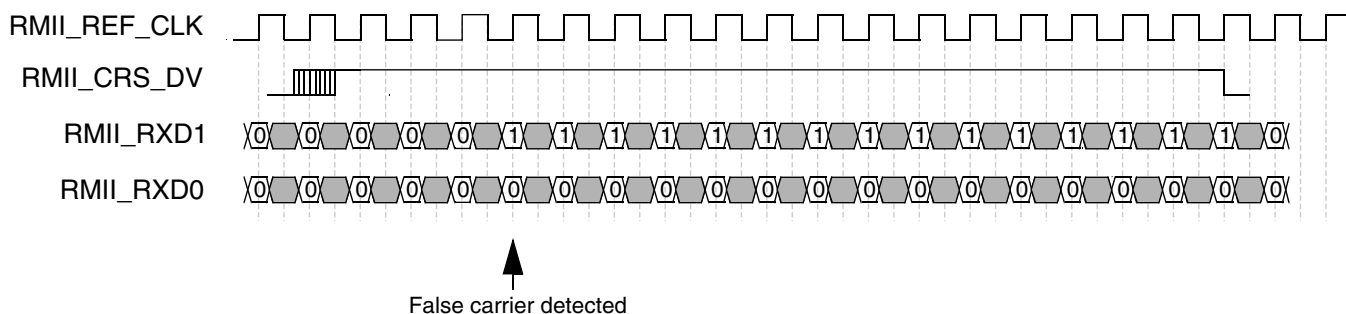 RMII_REF_CLK
RMII_CRS_DV
RMII_RXD1 0 0 0 0 0 1 1 1 1 1 1 1 1 1 1 1 1 1 1 1 0
RMII_RXD0 0 0 0 0 0 0 0 0 0 0 0 0 0 0 0 0 0 0 0 0 0
False carrier detected